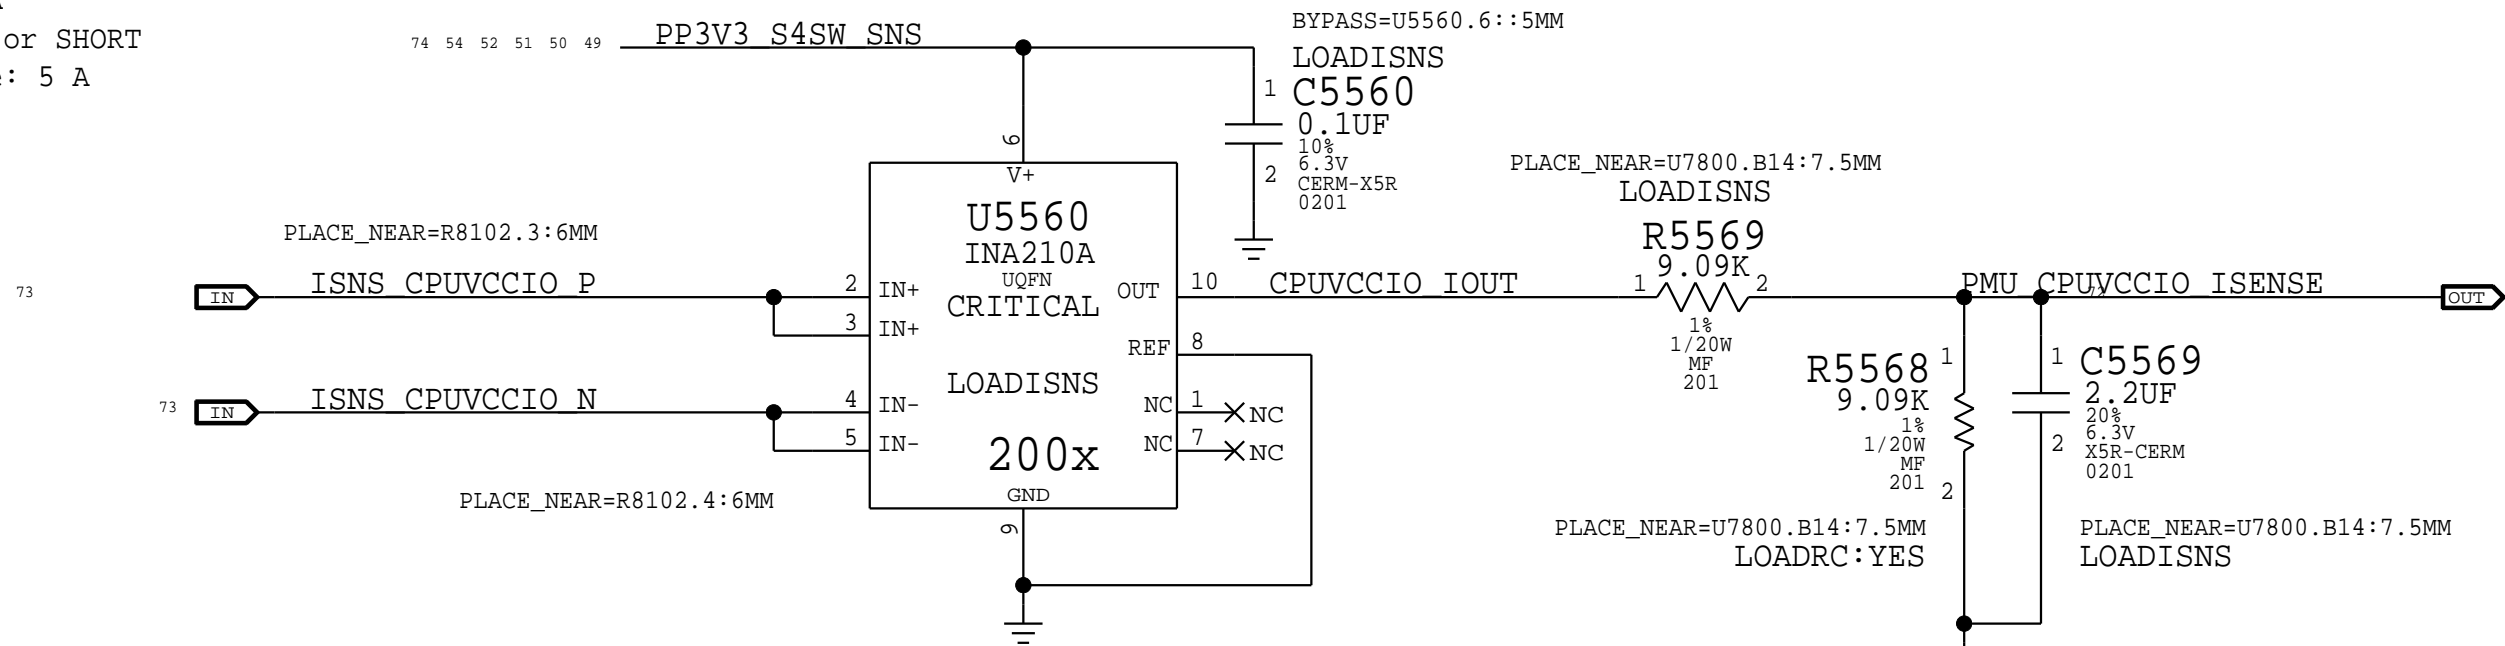 or SHORT
: 5 A
74 54 52 51 50 49
PP3V3_S4SW_SNS
BYPASS=U5560.6::5MM
LOADISNS
1
C5560
0.1UF
10%
6.3V
2
CERM-X5R
0201
6
V+
U5560
INA210A
UQFN
CRITICAL
LOADISNS
200x
GND
9
PLACE_NEAR=R8102.3:6MM
73
IN
ISNS_CPUVCCIO_P
2
IN+
3
IN+
73
IN
ISNS_CPUVCCIO_N
4
IN-
5
IN-
PLACE_NEAR=R8102.4:6MM
OUT
10
CPUVCCIO_IOUT
REF
8
NC
1
NC
NC
7
NC
PLACE_NEAR=U7800.B14:7.5MM
LOADISNS
R5569
9.09K
1
2
1%
1/20W
MF
201
PMU_CPUVCCIO_ISENSE
72
OUT
R5568
1
9.09K
1%
1/20W
MF
201
2
PLACE_NEAR=U7800.B14:7.5MM
LOADRC:YES
1
C5569
2.2UF
20%
6.3V
2
X5R-CERM
0201
PLACE_NEAR=U7800.B14:7.5MM
LOADISNS